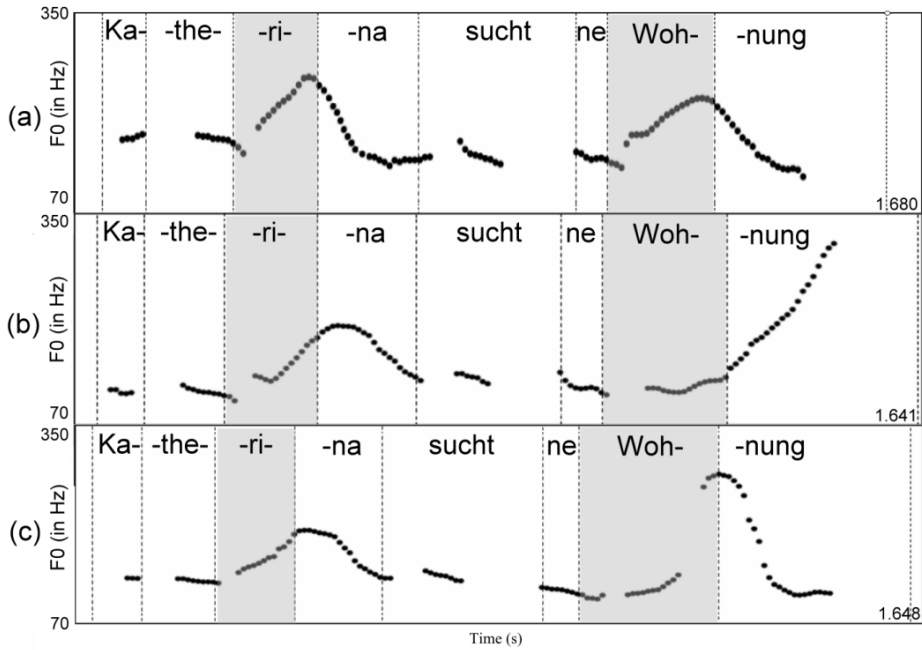 350
Ka- -the- -ri- -na sucht ne Woh- -nung
(a)
F0 (in Hz)
70
1.680
350
Ka- -the- -ri- -na sucht ne Woh- -nung
(b)
F0 (in Hz)
70
1.641
350
Ka- -the- -ri- -na sucht ne Woh- -nung
(c)
F0 (in Hz)
70
1.648
Time (s)